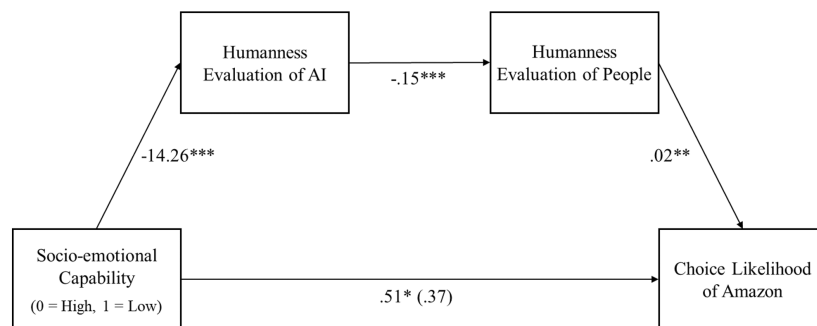 Humanness
Evaluation of AI
-.15***
Humanness
Evaluation of People
-14.26***
.02**
Socio-emotional
Capability
(0 = High, 1 = Low)
.51* (.37)
Choice Likelihood
of Amazon